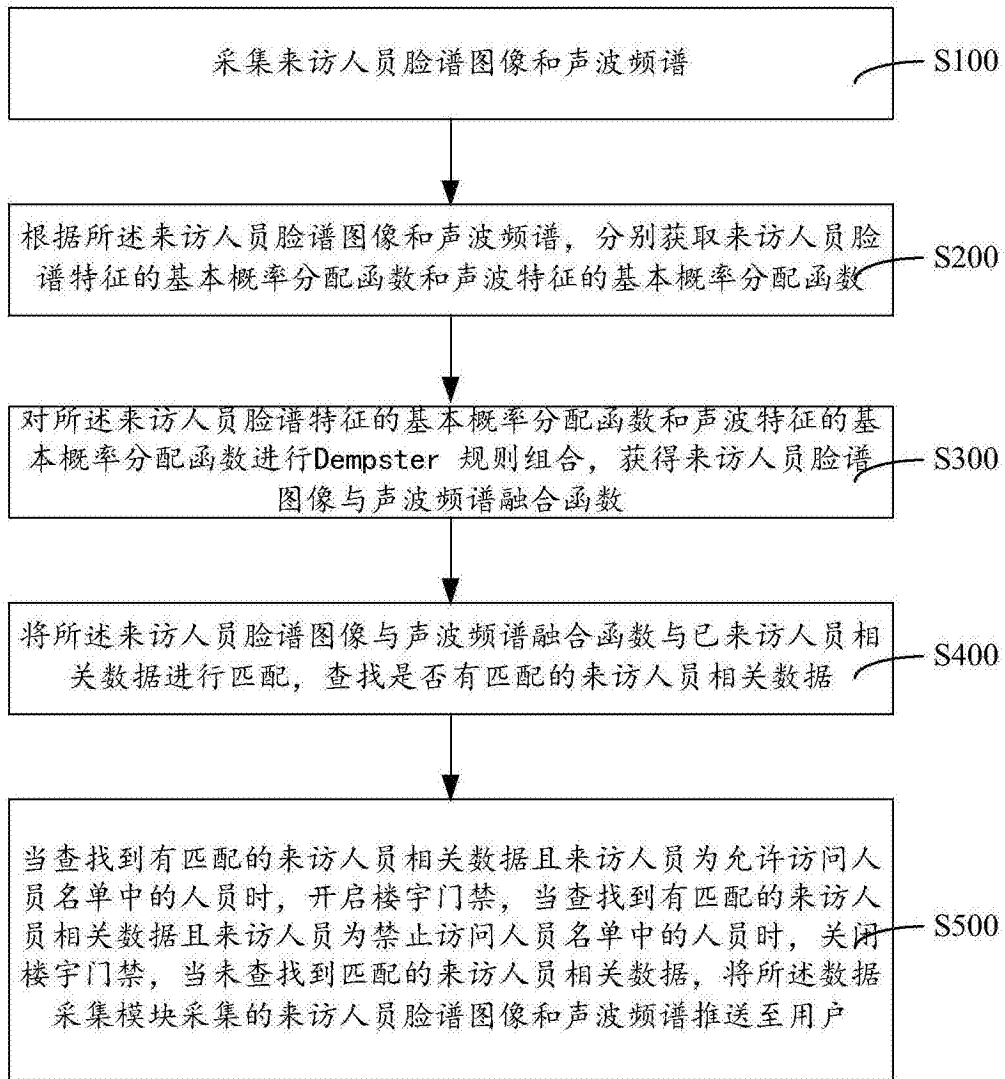 采集来访人员脸谱图像和声波频谱
S100
根据所述来访人员脸谱图像和声波频谱，分别获取来访人员脸
谱特征的基本概率分配函数和声波特征的基本概率分配函数
S200
对所述来访人员脸谱特征的基本概率分配函数和声波特征的基
本概率分配函数进行Dempster 规则组合，获得来访人员脸谱
图像与声波频谱融合函数
S300
将所述来访人员脸谱图像与声波频谱融合函数与已来访人员相
关数据进行匹配，查找是否有匹配的来访人员相关数据
S400
当查找到有匹配的来访人员相关数据且来访人员为允许访问人
员名单中的人员时，开启楼宇门禁，当查找到有匹配的来访人
员相关数据且来访人员为禁止访问人员名单中的人员时，关闭
楼宇门禁，当未查找到匹配的来访人员相关数据，将所述数据
采集模块采集的来访人员脸谱图像和声波频谱推送至用户
S500